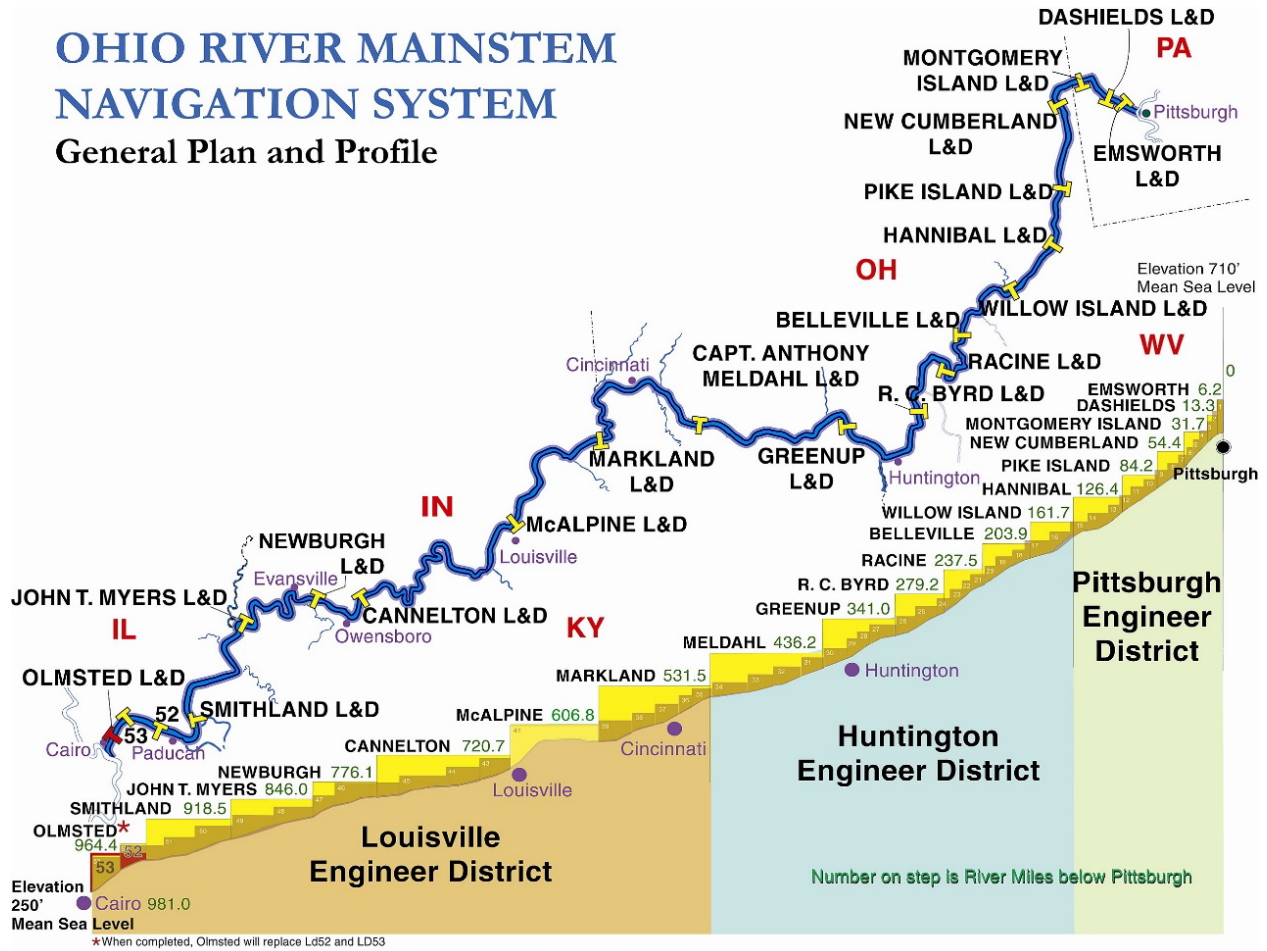 OHIO RIVER MAINSTEM
NAVIGATION SYSTEM
General Plan and Profile
DASHIELDS L&D
PA
MONTGOMERY
ISLAND L&D
NEW CUMBERLAND
L&D
Pittsburgh
EMSWORTH
L&D
PIKE ISLAND L&D
HANNIBAL L&D
OH
Elevation 710'
Mean Sea Level
WILLOW ISLAND L&D
BELLEVILLE L&D
WV
CAPT. ANTHONY
MELDAHL L&D
Cincinnati
RACINE L&D
R. C. BYRD L&D
MARKLAND
L&D
GREENUP
L&D
Huntington
IN
McALPINE L&D
Louisville
NEWBURGH
L&D
Evansville
JOHN T. MYERS L&D
CANNELTON L&D
Owensboro
IL
KY
OLMSTED L&D
52
SMITHLAND L&D
53
Cairo
Paducah
0
EMSWORTH 6.2
DASHIELDS 13.3
MONTGOMERY ISLAND 31.7
NEW CUMBERLAND 54.4
PIKE ISLAND 84.2
Pittsburgh
HANNIBAL 126.4
WILLOW ISLAND 161.7
BELLEVILLE 203.9
RACINE 237.5
R. C. BYRD 279.2
GREENUP 341.0
MELDAHL 436.2
MARKLAND 531.5
McALPINE 606.8
CANNELTON 720.7
NEWBURGH 776.1
JOHN T. MYERS 846.0
SMITHLAND 918.5
OLMSTED*
964.4
52
53
Pittsburgh
Engineer
District
Huntington
Huntington
Engineer District
Cincinnati
Louisville
Louisville
Engineer District
Number on step is River Miles below Pittsburgh
Elevation
250'
Mean Sea Level
Cairo 981.0
*When completed, Olmsted will replace Ld52 and LD53